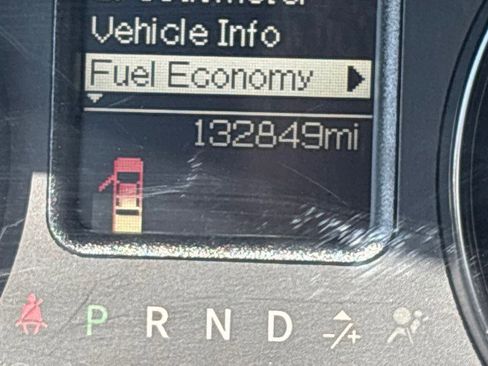 Vehicle Info
Fuel Economy
132849mi
P R N D -/+